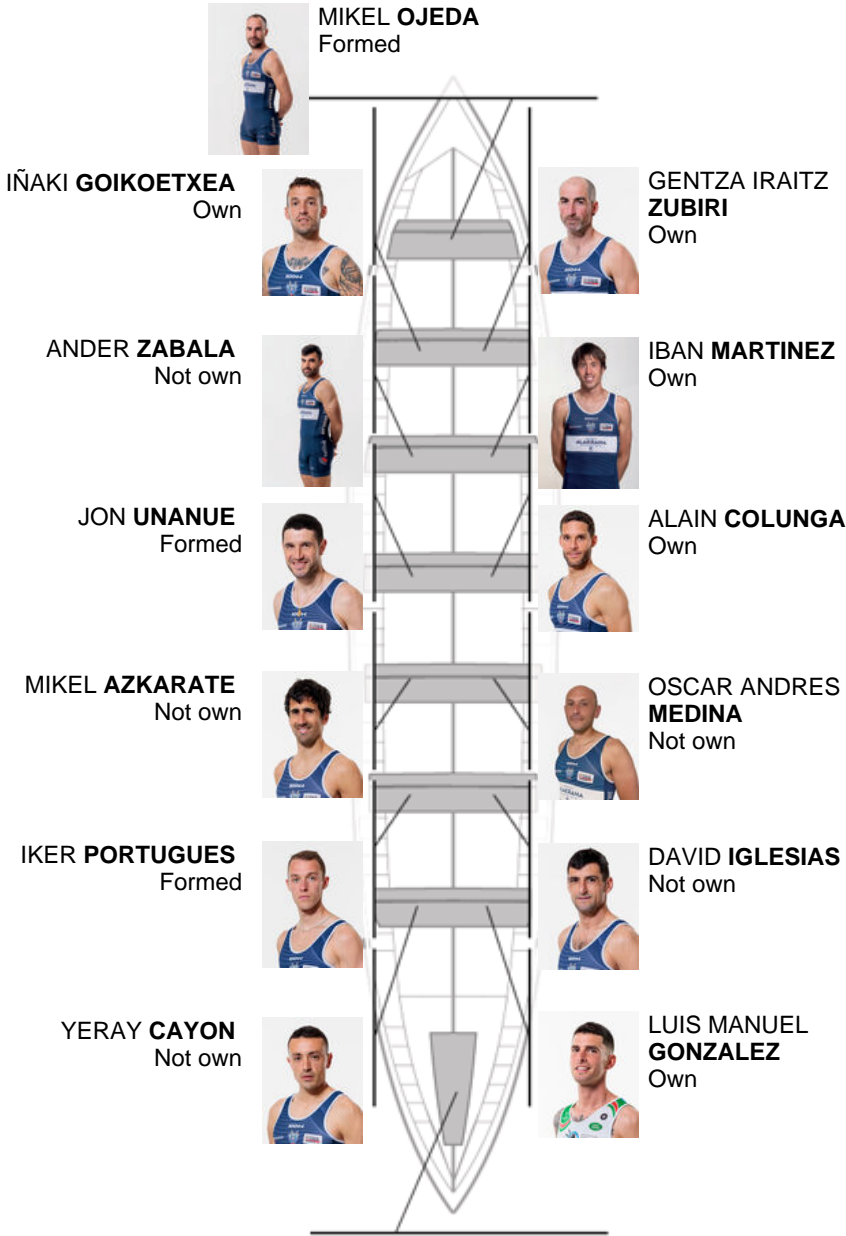 MIKEL OJEDA
Formed
IÑAKI GOIKOETXEA
Own
GENTZA IRAITZ
ZUBIRI
Own
ANDER ZABALA
Not own
IBAN MARTINEZ
Own
JON UNANUE
Formed
ALAIN COLUNGA
Own
MIKEL AZKARATE
Not own
OSCAR ANDRES
MEDINA
Not own
IKER PORTUGUES
Formed
DAVID IGLESIAS
Not own
YERAY CAYON
Not own
LUIS MANUEL
GONZALEZ
Own